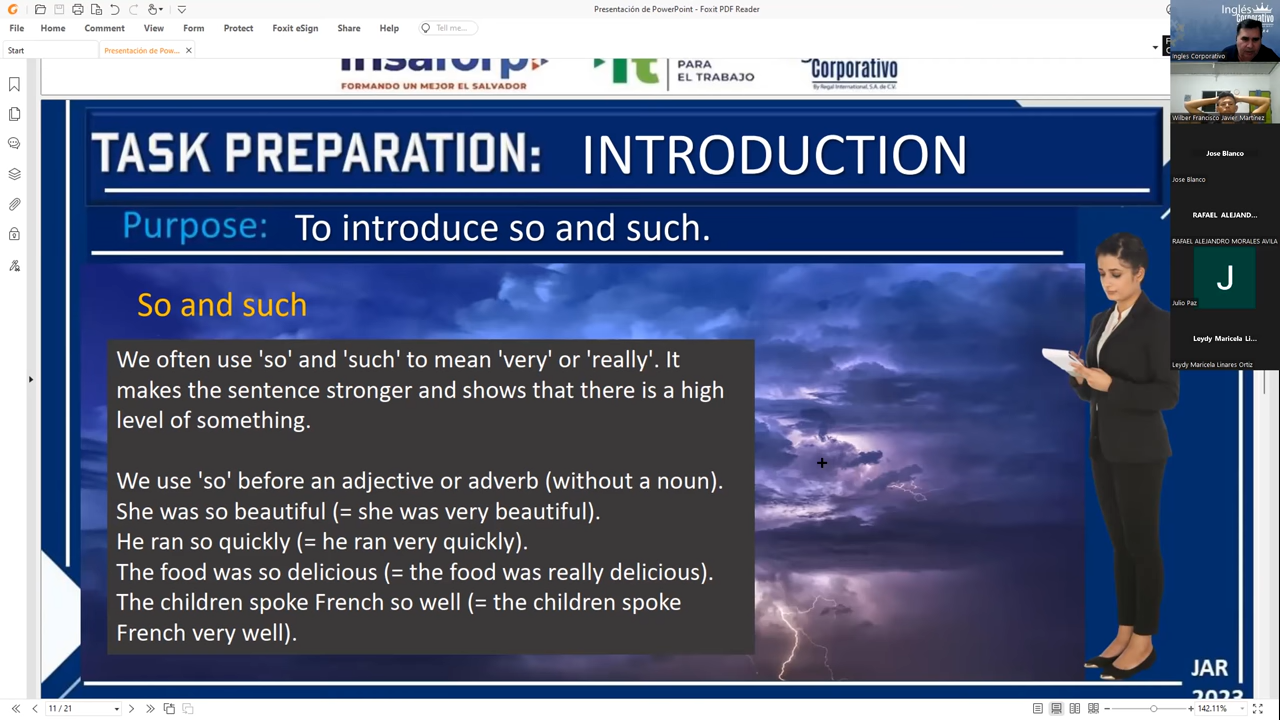 Presentación de PowerPoint - Foxit PDF Reader
File Home Comment View Form Protect Foxit eSign Share Help Tell me...
Start Presentación de Pow...
FORMANDO UN MEJOR EL SALVADOR
PARA
EL TRABAJO
Corporativo
By Regal International, S.A. de C.V.
TASK PREPARATION: INTRODUCTION
Purpose: To introduce so and such.
So and such
We often use 'so' and 'such' to mean 'very' or 'really'. It
makes the sentence stronger and shows that there is a high
level of something.
We use 'so' before an adjective or adverb (without a noun).
She was so beautiful (= she was very beautiful).
He ran so quickly (= he ran very quickly).
The food was so delicious (= the food was really delicious).
The children spoke French so well (= the children spoke
French very well).
JAR
2023
Inglés
Corporativo
Ingles Corporativo
Wilber Francisco Javier Martinez
Jose Blanco
Jose Blanco
RAFAEL ALEJAND...
RAFAEL ALEJANDRO MORALES AVILA
J
Julio Paz
Leydy Maricela Li...
Leydy Maricela Linares Ortiz
11 / 21
142.11%